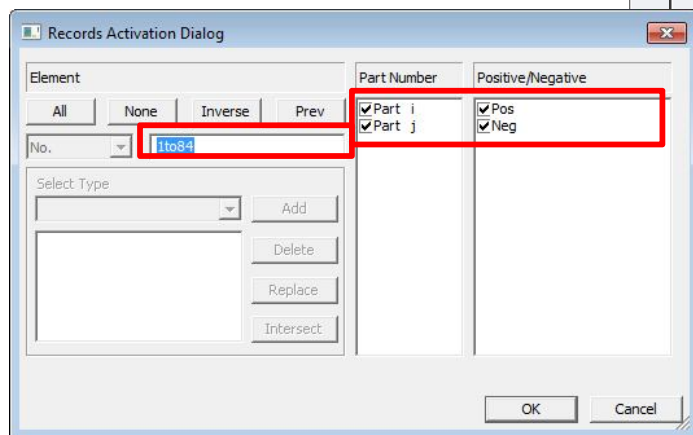 Records Activation Dialog
Element
Part Number
Positive/Negative
All
None
Inverse
Prev
Part i
Part j
Pos
Neg
No.
1to84
Select Type
Add
Delete
Replace
Intersect
OK
Cancel